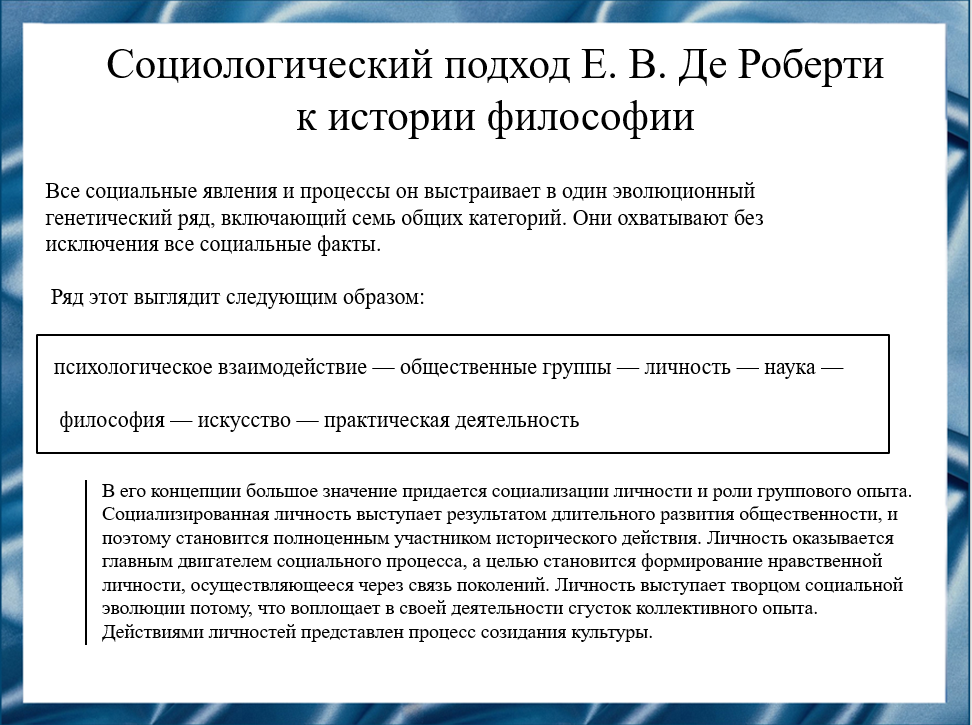 Социологический подход Е. В. Де Роберти
к истории философии
Все социальные явления и процессы он выстраивает в один эволюционный
генетический ряд, включающий семь общих категорий. Они охватывают без
исключения все социальные факты.
Ряд этот выглядит следующим образом:
психологическое взаимодействие — общественные группы — личность — наука —
философия — искусство — практическая деятельность
В его концепции большое значение придается социализации личности и роли группового опыта.
Социализированная личность выступает результатом длительного развития общественности, и
поэтому становится полноценным участником исторического действия. Личность оказывается
главным двигателем социального процесса, а целью становится формирование нравственной
личности, осуществляющееся через связь поколений. Личность выступает творцом социальной
эволюции потому, что воплощает в своей деятельности сгусток коллективного опыта.
Действиями личностей представлен процесс созидания культуры.